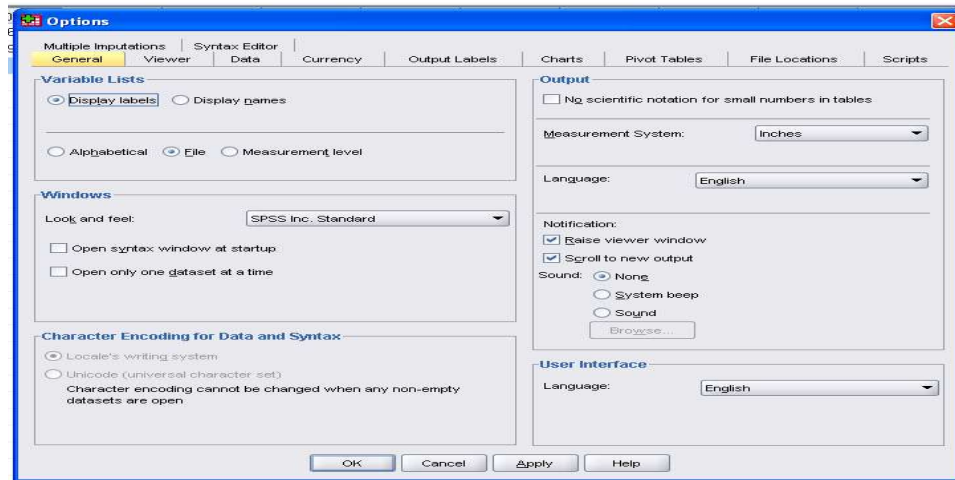 Options
Multiple Imputations Syntax Editor
General Viewer Data Currency Output Labels Charts Pivot Tables File Locations Scripts
Variable Lists
Display labels Display names
Alphabetical File Measurement level
Windows
Look and feel: SPSS Inc. Standard
Open syntax window at startup
Open only one dataset at a time
Character Encoding for Data and Syntax
Locale's writing system
Unicode (universal character set)
Character encoding cannot be changed when any non-empty
datasets are open
Output
No scientific notation for small numbers in tables
Measurement System: Inches
Language: English
Notification:
Raise viewer window
Scroll to new output
Sound: None
System beep
Sound
Browse...
User Interface
Language: English
OK Cancel Apply Help